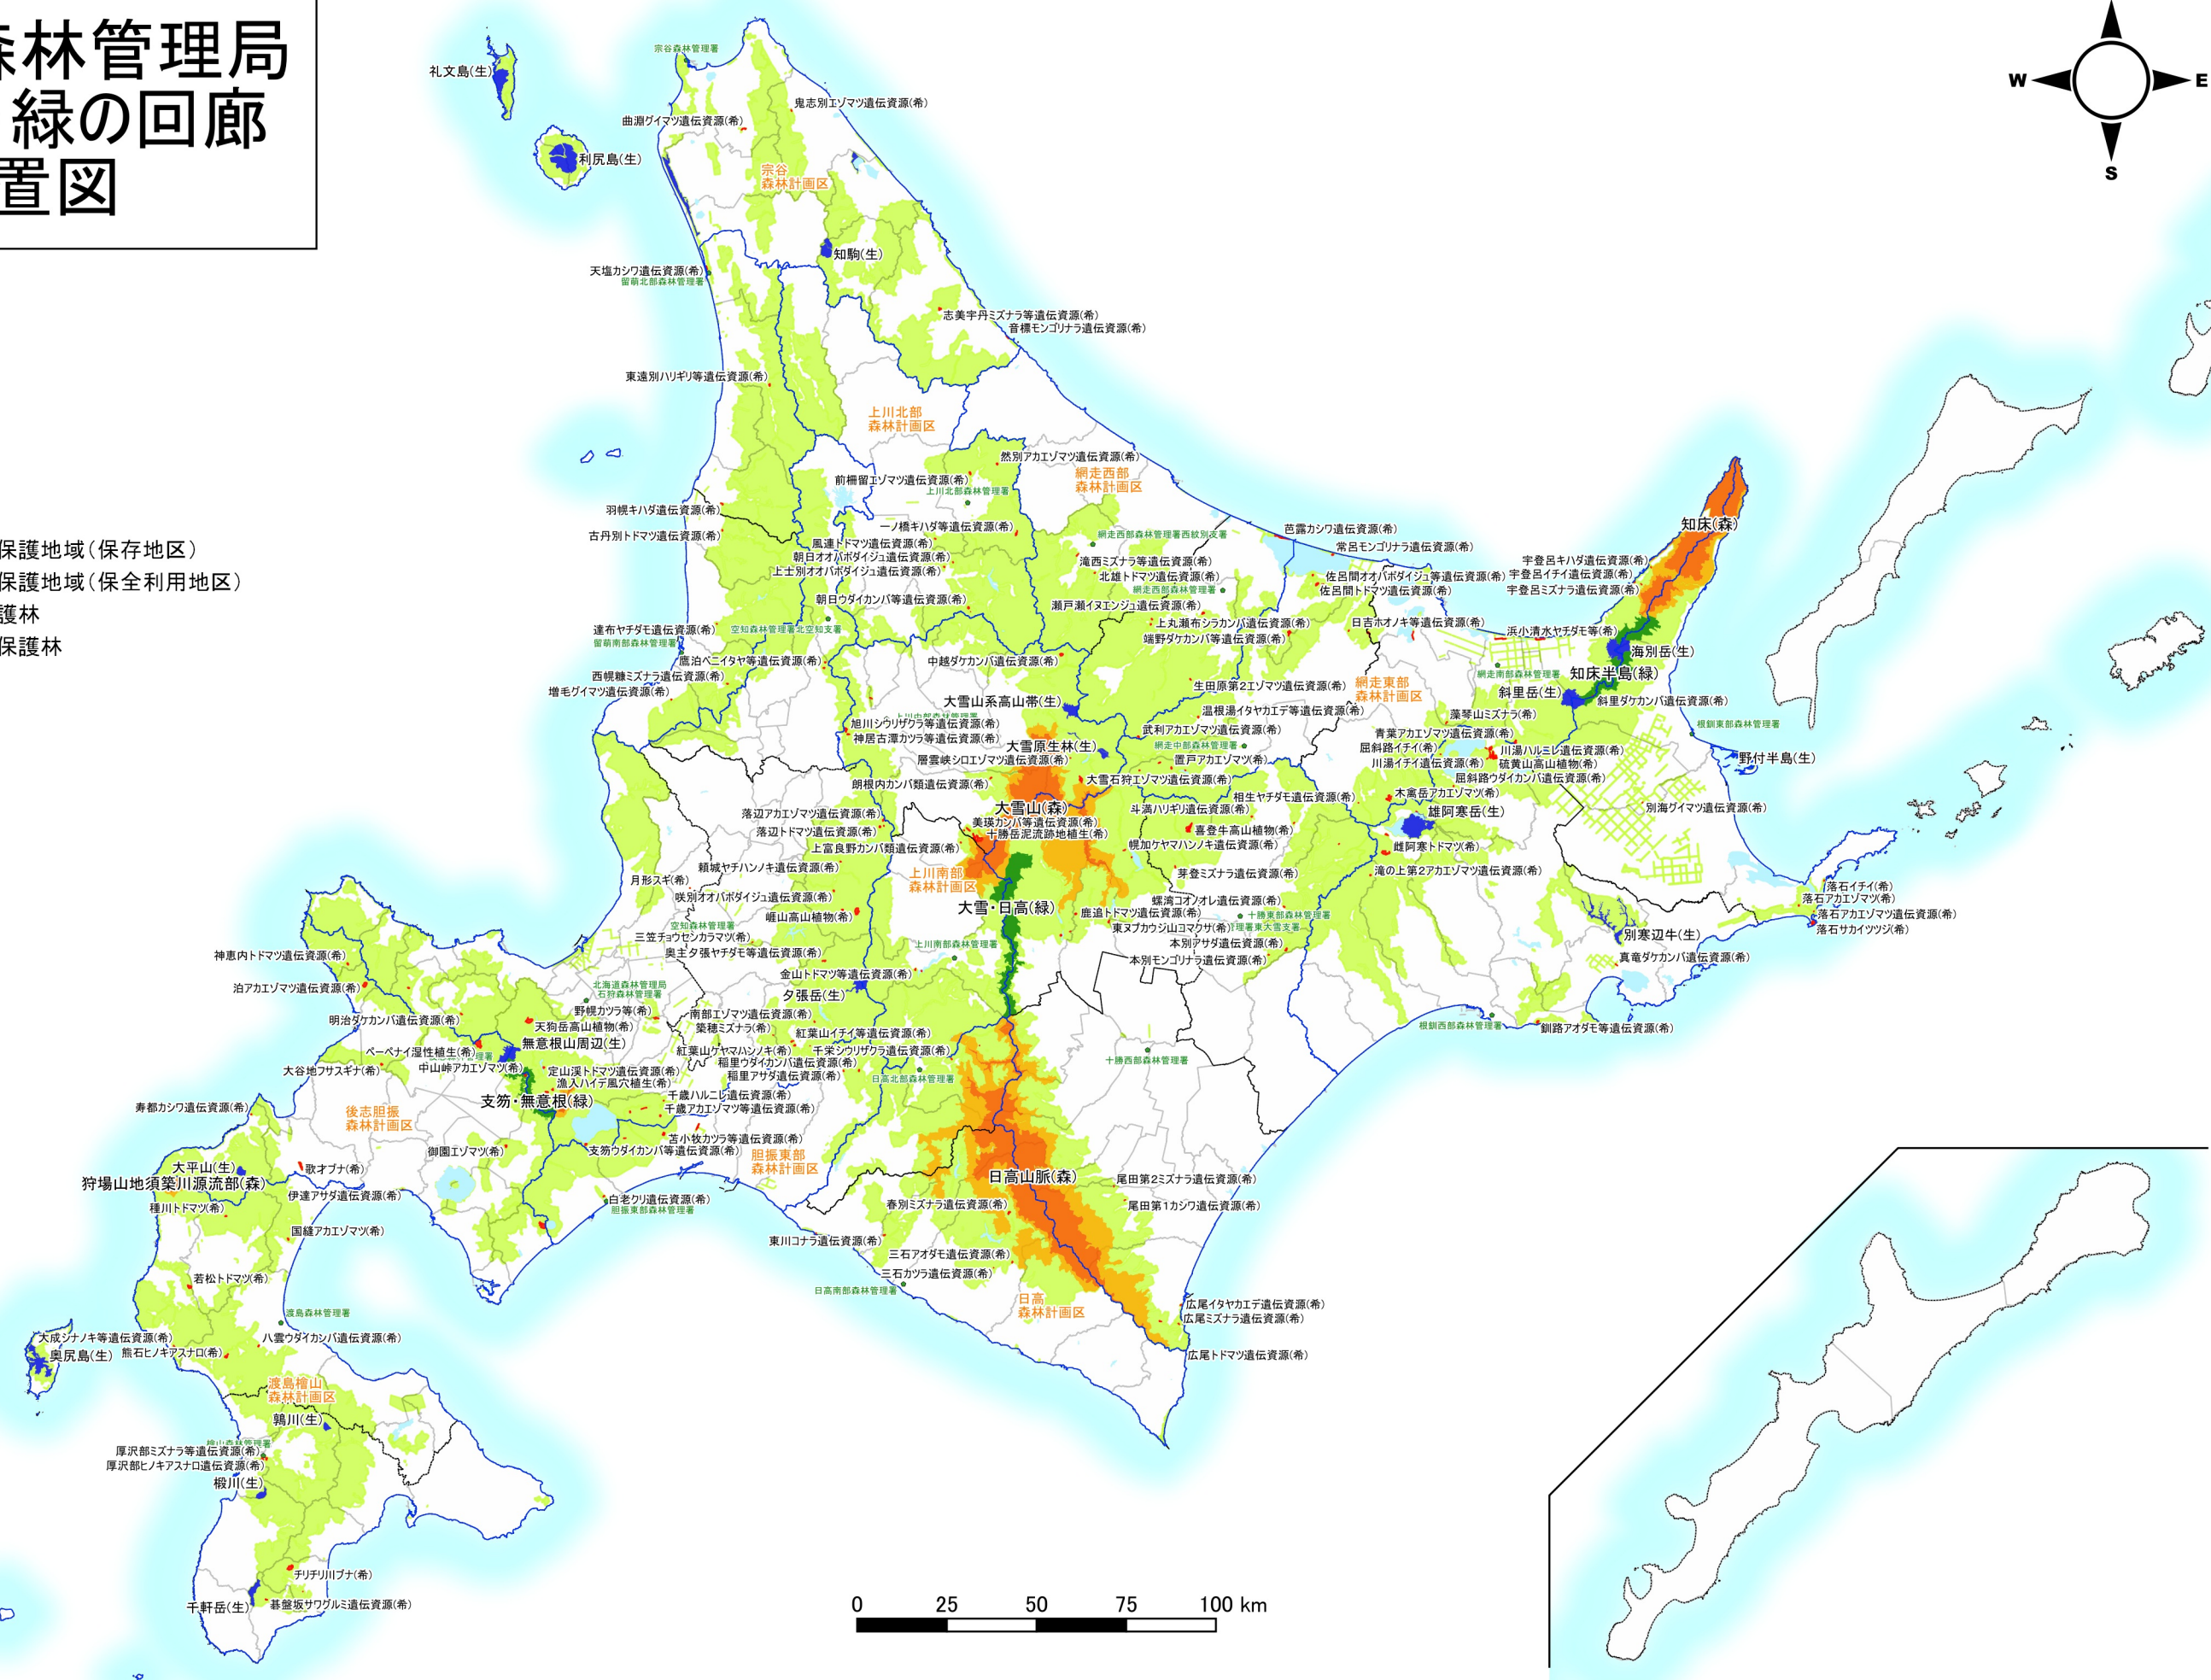 森林管理局
緑の回廊
置図
保護地域(保存地区)
保護地域(保全利用地区)
護林
保護林
W
E
S
宗谷森林管理署
礼文島(生)
鬼志別エゾマツ遺伝資源(希)
曲淵グイマツ遺伝資源(希)
利尻島(生)
宗谷
森林計画区
知駒(生)
天塩カシワ遺伝資源(希)
留萌北部森林管理署
志美宇丹ミズナラ等遺伝資源(希)
音標モンゴリナラ遺伝資源(希)
東遠別ハリギリ等遺伝資源(希)
上川北部
森林計画区
然別アカエゾマツ遺伝資源(希)
網走西部
森林計画区
前柵留エゾマツ遺伝資源(希)
上川北部森林管理署
羽幌キハダ遺伝資源(希)
古丹別トドマツ遺伝資源(希)
一ノ橋キハダ等遺伝資源(希)
風連トドマツ遺伝資源(希)
朝日オオバボダイジュ遺伝資源(希)
上士別オオバボダイジュ遺伝資源(希)
朝日ウダイカンバ等遺伝資源(希)
網走西部森林管理署西紋別支署
滝西ミズナラ等遺伝資源(希)
北雄トドマツ遺伝資源(希)
網走西部森林管理署
瀬戸瀬イヌエンジュ遺伝資源(希)
上丸瀬布シラカンバ遺伝資源(希)
端野ダケカンバ等遺伝資源(希)
芭露カシワ遺伝資源(希)
常呂モンゴリナラ遺伝資源(希)
佐呂間オオバボダイジュ等遺伝資源(希)
佐呂間トドマツ遺伝資源(希)
日吉ホオノキ等遺伝資源(希)
知床(森)
宇登呂キハダ遺伝資源(希)
宇登呂イチイ遺伝資源(希)
宇登呂ミズナラ遺伝資源(希)
浜小清水ヤチダモ等(希)
海別岳(生)
網走南部森林管理署
知床半島(緑)
斜里岳(生)
斜里ダケカンバ遺伝資源(希)
根釧東部森林管理署
達布ヤチダモ遺伝資源(希)
留萌南部森林管理署
空知森林管理署北空知支署
鷹泊ベニイタヤ等遺伝資源(希)
西幌糠ミズナラ遺伝資源(希)
増毛グイマツ遺伝資源(希)
中越ダケカンバ遺伝資源(希)
大雪山系高山帯(生)
上川中部森林管理署
旭川シウリザクラ等遺伝資源(希)
神居古潭カツラ等遺伝資源(希)
大雪原生林(生)
層雲峡シロエゾマツ遺伝資源(希)
朗根内カンバ類遺伝資源(希)
生田原第2エゾマツ遺伝資源(希)
網走東部
森林計画区
温根湯イタヤカエデ等遺伝資源(希)
武利アカエゾマツ遺伝資源(希)
網走中部森林管理署
置戸アカエゾマツ(希)
大雪石狩エゾマツ遺伝資源(希)
藻琴山ミズナラ(希)
青葉アカエゾマツ遺伝資源(希)
屈斜路イチイ(希)
川湯ハルニレ遺伝資源(希)
川湯イチイ遺伝資源(希)
硫黄山高山植物(希)
屈斜路ウダイカンバ遺伝資源(希)
野付半島(生)
大雪山(森)
相生ヤチダモ遺伝資源(希)
木禽岳アカエゾマツ(希)
別海グイマツ遺伝資源(希)
落辺アカエゾマツ遺伝資源(希)
落辺トドマツ遺伝資源(希)
美瑛カンバ等遺伝資源(希)
十勝岳泥流跡地植生(希)
斗満ハリギリ遺伝資源(希)
雄阿寒岳(生)
喜登牛高山植物(希)
上富良野カンバ類遺伝資源(希)
幌加ケヤマハンノキ遺伝資源(希)
雌阿寒トドマツ(希)
頼城ヤチハンノキ遺伝資源(希)
上川南部
森林計画区
芽登ミズナラ遺伝資源(希)
滝の上第2アカエゾマツ遺伝資源(希)
月形スギ(希)
咲別オオバボダイジュ遺伝資源(希)
大雪・日高(緑)
螺湾コオノオレ遺伝資源(希)
鹿追トドマツ遺伝資源(希)
十勝東部森林管理署
崕山高山植物(希)
空知森林管理署
三笠チョウセンカラマツ(希)
東ヌプカウシ山コマクサ(希)
管理署東大雪支署
落石イチイ(希)
落石アカエゾマツ(希)
落石アカエゾマツ遺伝資源(希)
落石サカイツツジ(希)
別寒辺牛(生)
真竜ダケカンバ遺伝資源(希)
奥主夕張ヤチダモ等遺伝資源(希)
上川南部森林管理署
本別アサダ遺伝資源(希)
本別モンゴリナラ遺伝資源(希)
神恵内トドマツ遺伝資源(希)
金山トドマツ等遺伝資源(希)
泊アカエゾマツ遺伝資源(希)
北海道森林管理局
石狩森林管理署
夕張岳(生)
野幌カツラ等(希)
南部エゾマツ遺伝資源(希)
明治ダケカンバ遺伝資源(希)
天狗岳高山植物(希)
築穂ミズナラ(希)
紅葉山イチイ等遺伝資源(希)
根釧西部森林管理署
釧路アオダモ等遺伝資源(希)
無意根山周辺(生)
ペーペナイ湿性植生(希)
紅葉山ケヤマハンノキ(希)
千栄シウリザクラ遺伝資源(希)
十勝西部森林管理署
中山峠アカエゾマツ(希)
大谷地フサスギナ(希)
定山渓トドマツ遺伝資源(希)
稲里ウダイカンバ遺伝資源(希)
稲里アサダ遺伝資源(希)
漁入ハイデ風穴植生(希)
日高北部森林管理署
支笏・無意根(緑)
千歳ハルニレ遺伝資源(希)
千歳アカエゾマツ等遺伝資源(希)
寿都カシワ遺伝資源(希)
後志胆振
森林計画区
苫小牧カツラ等遺伝資源(希)
支笏ウダイカンバ等遺伝資源(希)
御園エゾマツ(希)
胆振東部
森林計画区
大平山(生)
歌才ブナ(希)
狩場山地須築川源流部(森)
日高山脈(森)
尾田第2ミズナラ遺伝資源(希)
伊達アサダ遺伝資源(希)
白老クリ遺伝資源(希)
胆振東部森林管理署
種川トドマツ(希)
春別ミズナラ遺伝資源(希)
尾田第1カシワ遺伝資源(希)
国縫アカエゾマツ(希)
東川コナラ遺伝資源(希)
三石アオダモ遺伝資源(希)
三石カツラ遺伝資源(希)
若松トドマツ(希)
日高南部森林管理署
日高
森林計画区
広尾イタヤカエデ遺伝資源(希)
広尾ミズナラ遺伝資源(希)
渡島森林管理署
大成シナノキ等遺伝資源(希)
八雲ウダイカンバ遺伝資源(希)
奥尻島(生)
熊石ヒノキアスナロ(希)
広尾トドマツ遺伝資源(希)
渡島檜山
森林計画区
鶉川(生)
檜山森林管理署
厚沢部ミズナラ等遺伝資源(希)
厚沢部ヒノキアスナロ遺伝資源(希)
椴川(生)
チリチリ川ブナ(希)
千軒岳(生)
碁盤坂サワグルミ遺伝資源(希)
0 25 50 75 100 km